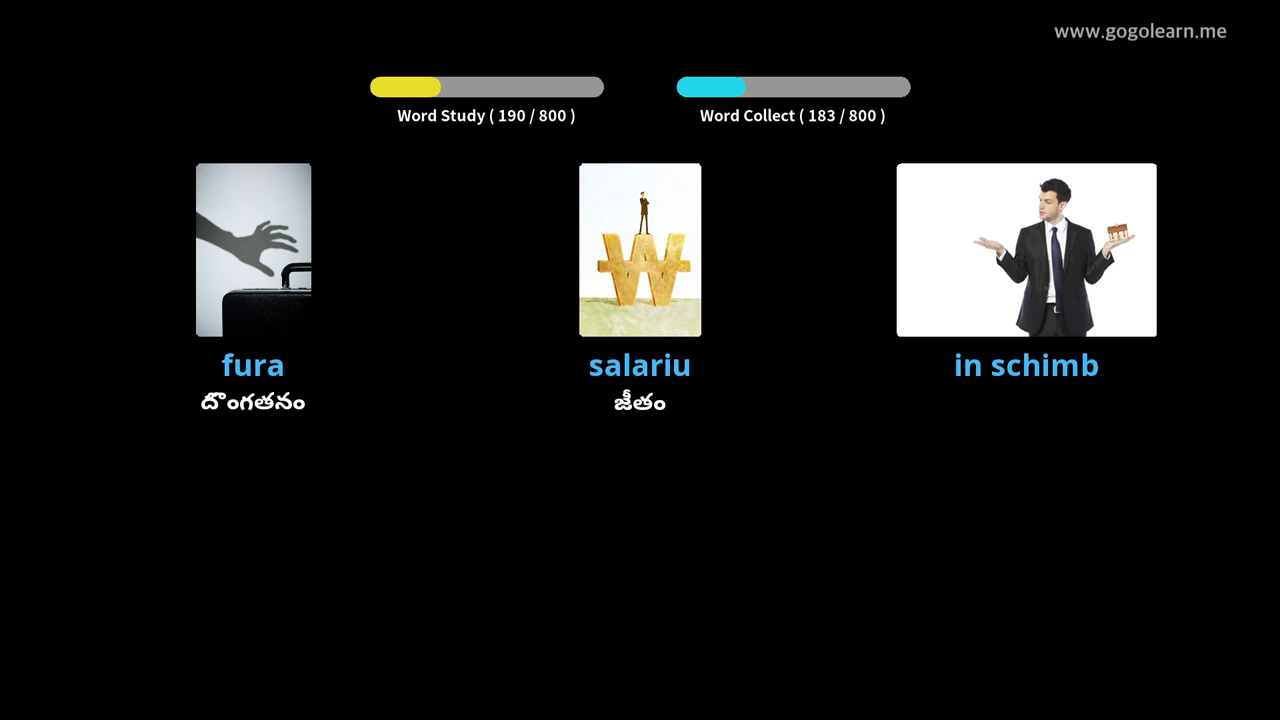 www.gogolearn.me
Word Study ( 190 / 800 )
Word Collect ( 183 / 800 )
fura
salariu
in schimb
దొంగతనం
జీతం